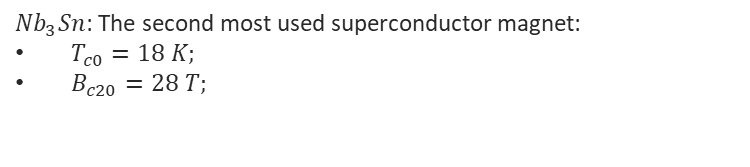 Nb₃Sn: The second most used superconductor magnet:
• T_c0 = 18 K;
• B_c20 = 28 T;